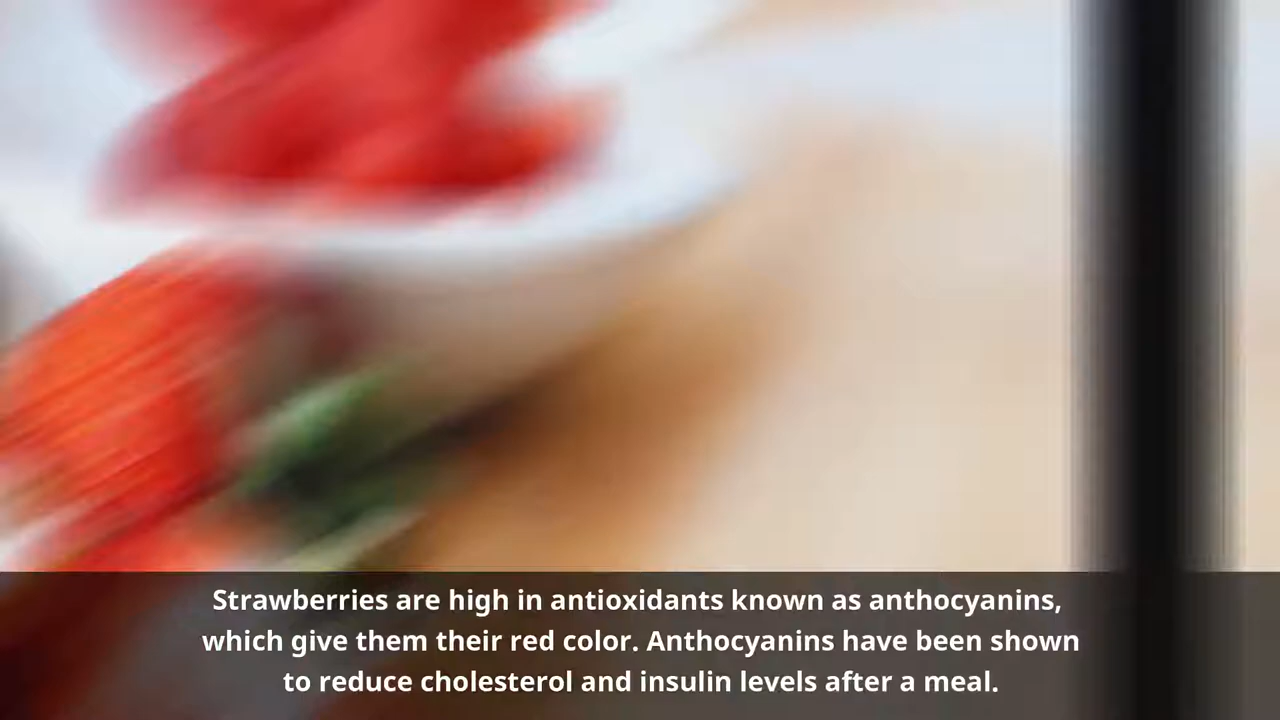 Strawberries are high in antioxidants known as anthocyanins,
which give them their red color. Anthocyanins have been shown
to reduce cholesterol and insulin levels after a meal.